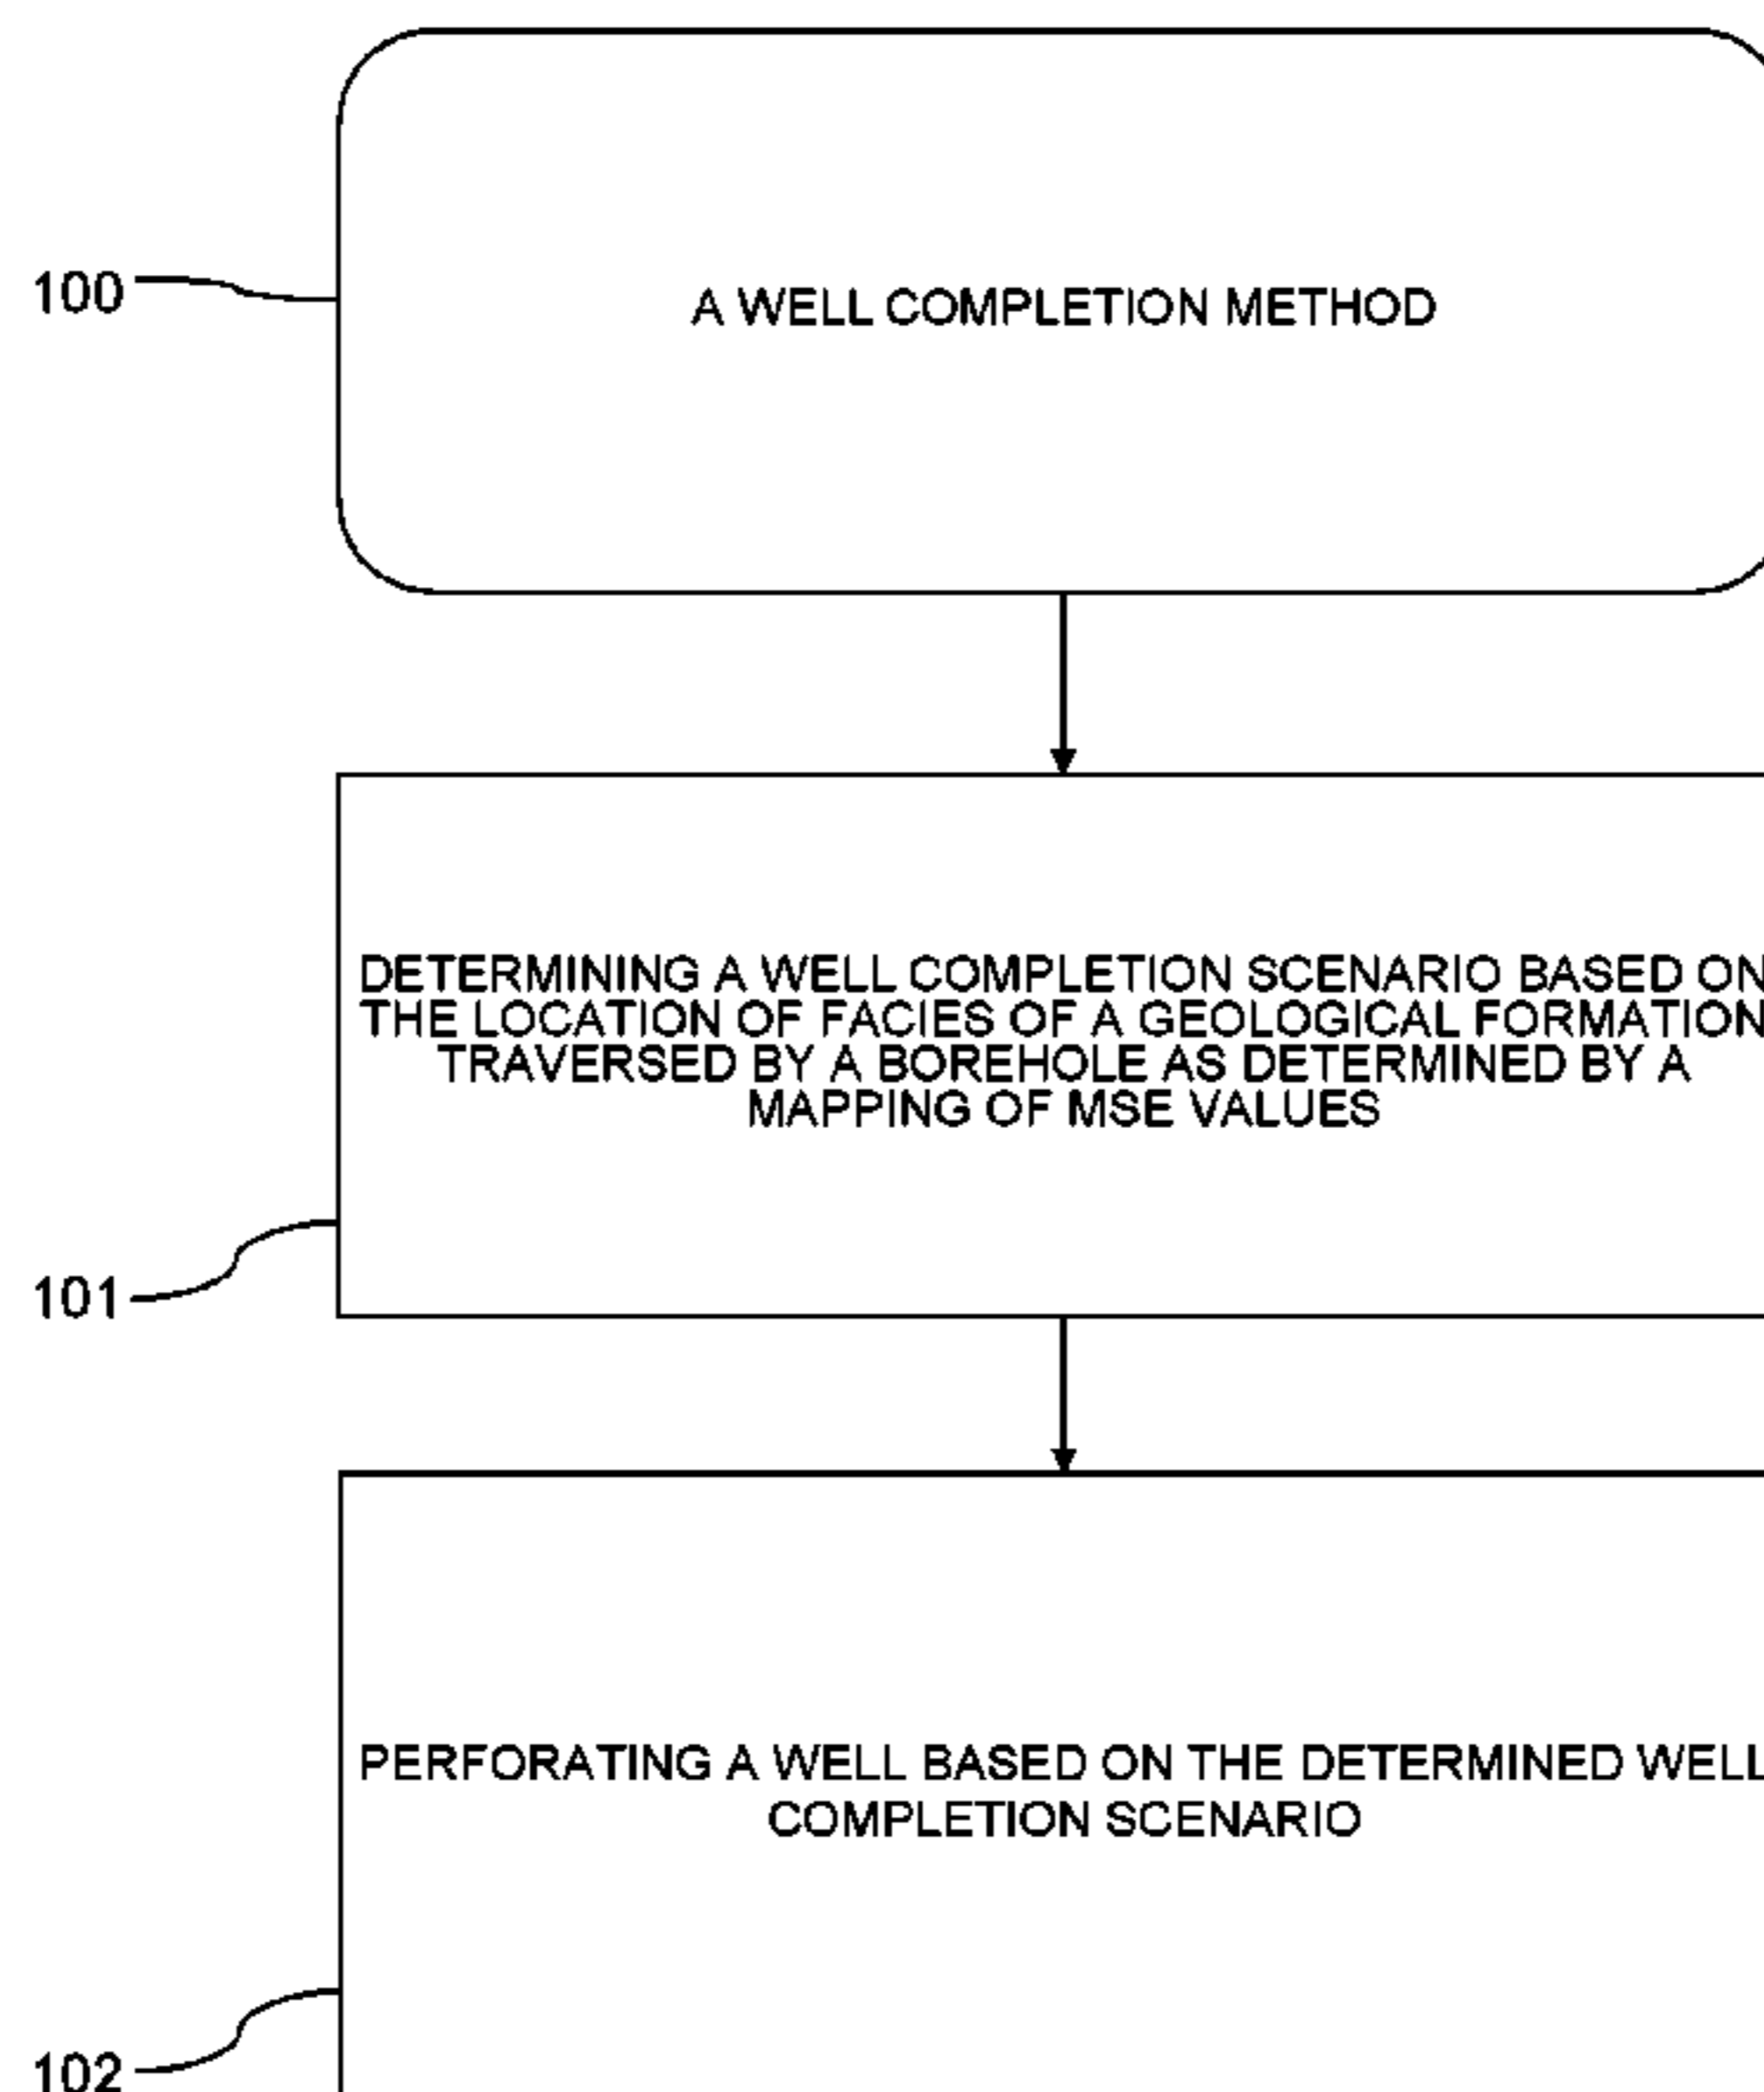 100
A WELL COMPLETION METHOD
DETERMINING A WELL COMPLETION SCENARIO BASED ON
THE LOCATION OF FACIES OF A GEOLOGICAL FORMATION
TRAVERSED BY A BOREHOLE AS DETERMINED BY A
MAPPING OF MSE VALUES
101
PERFORATING A WELL BASED ON THE DETERMINED WELL
COMPLETION SCENARIO
102